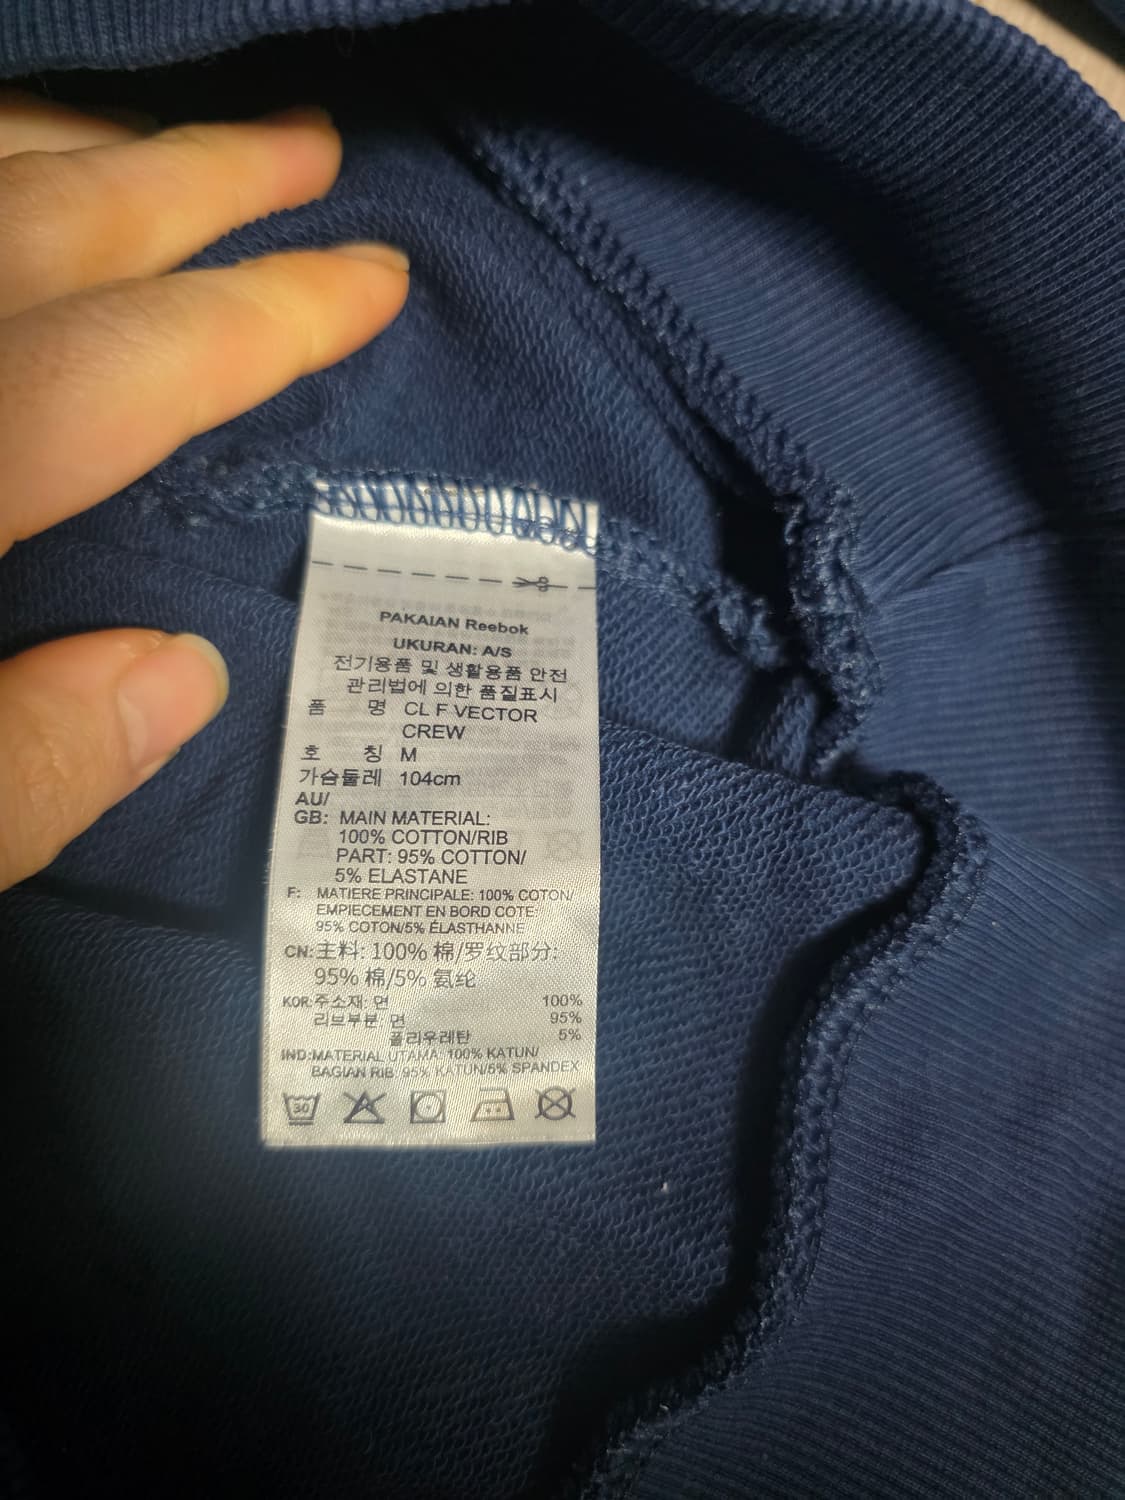 PAKAIAN Reebok
UKURAN: A/S
전기용품 및 생활용품 안전
관리법에 의한 품질표시
품 명 CL F VECTOR
CREW
호 칭 M
가슴둘레 104cm
AU/
GB: MAIN MATERIAL:
100% COTTON/RIB
PART: 95% COTTON/
5% ELASTANE
F: MATIERE PRINCIPALE: 100% COTON/
EMPIECEMENT EN BORD COTE:
95% COTON/5% ÉLASTHANNE
CN: 主料: 100% 棉/罗纹部分:
95% 棉/5% 氨纶
KOR: 주소재: 면 100%
리브부분: 면 95%
폴리우레탄 5%
IND: MATERIAL UTAMA: 100% KATUN/
BAGIAN RIB: 95% KATUN/5% SPANDEX
30